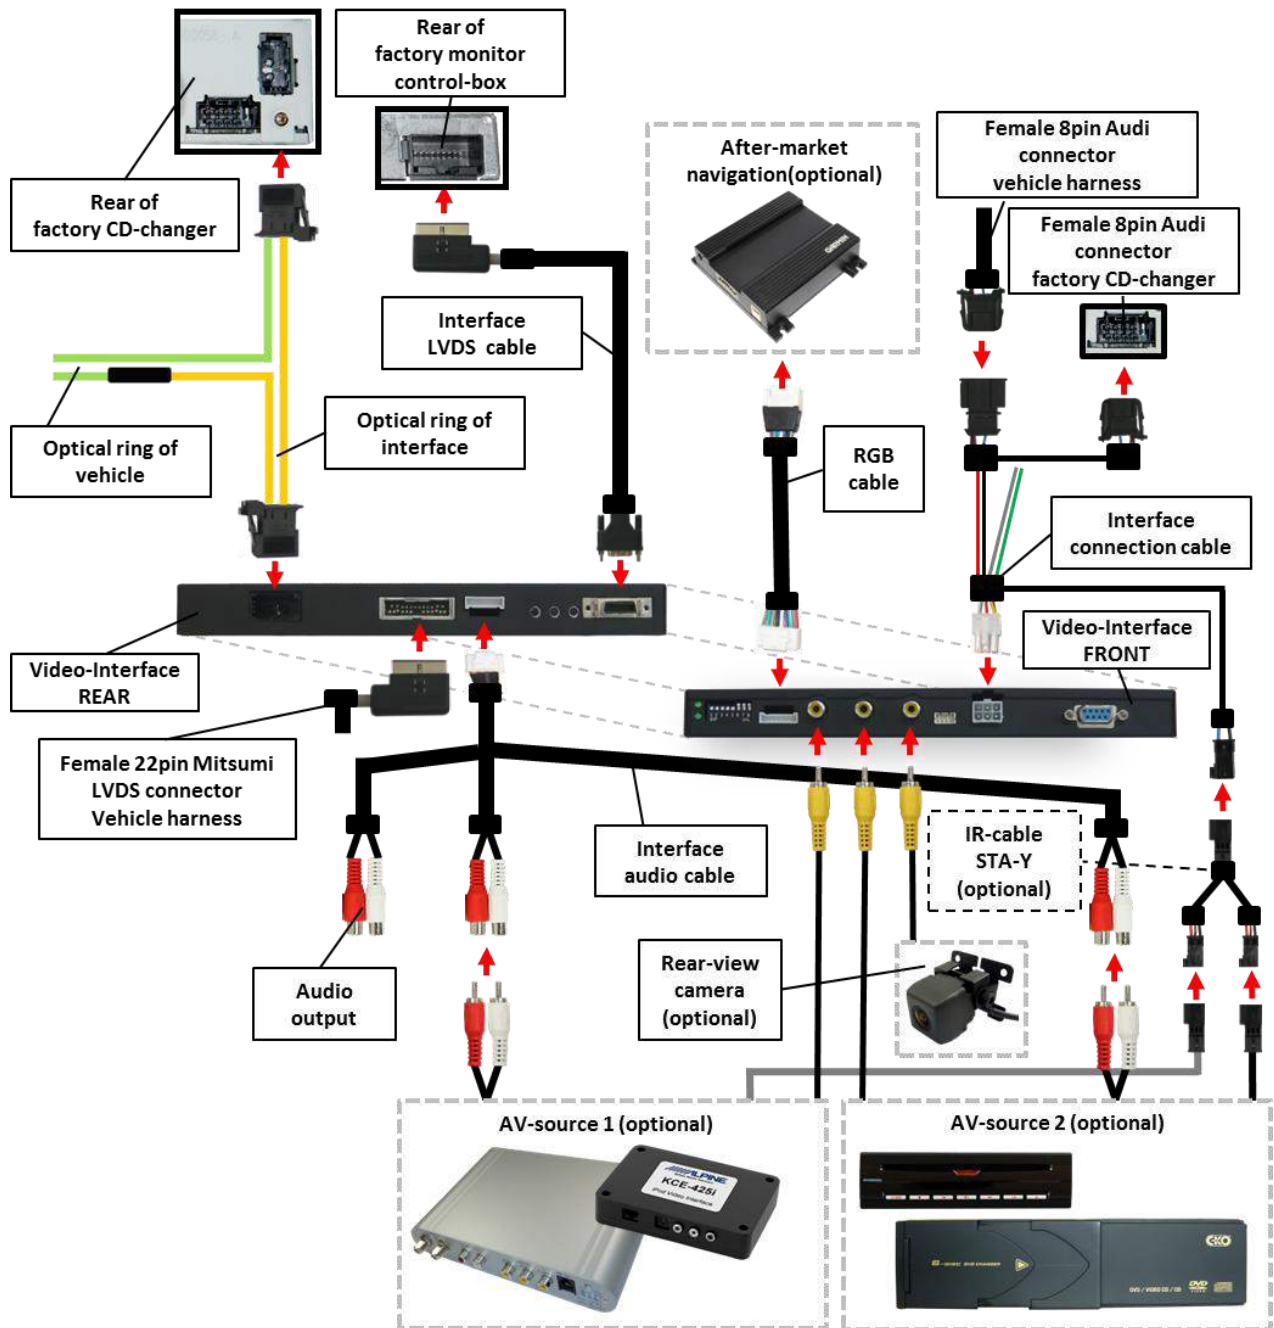 Rear of
factory monitor
control-box
Rear of
factory CD-changer
After-market
navigation(optional)
Female 8pin Audi
connector
vehicle harness
Female 8pin Audi
connector
factory CD-changer
Interface
LVDS cable
Optical ring of
vehicle
Optical ring of
interface
RGB
cable
Interface
connection cable
Video-Interface
REAR
Video-Interface
FRONT
Female 22pin Mitsumi
LVDS connector
Vehicle harness
Interface
audio cable
IR-cable
STA-Y
(optional)
Audio
output
Rear-view
camera
(optional)
AV-source 1 (optional)
ALPINE
KCE-425i
iPod Video Interface
AV-source 2 (optional)
DVD